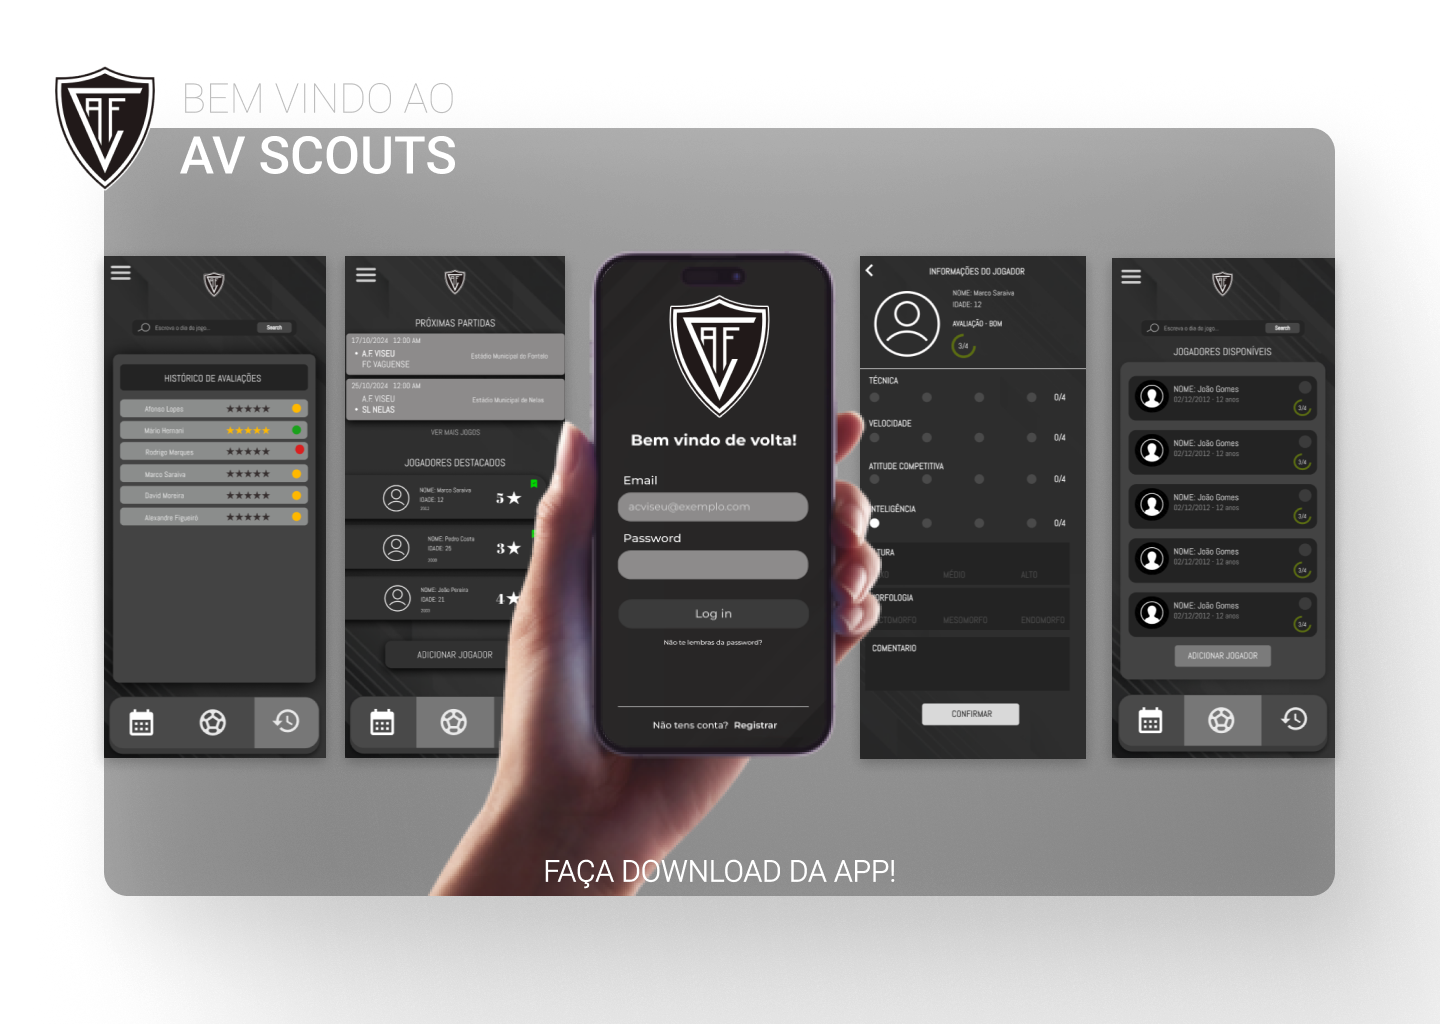 BEM VINDO AO
AV SCOUTS
Escreva o dia do jogo...
Search
HISTÓRICO DE AVALIAÇÕES
Afonso Lopes
Mário Hernani
Rodrigo Marques
Marco Saraiva
David Moreira
Alexandre Figueiró
PRÓXIMAS PARTIDAS
17/10/2024 12:00 AM
• A.F. VISEU
FC VAGUENSE
Estádio Municipal do Fontelo
25/10/2024 12:00 AM
A.F. VISEU
• SL NELAS
Estádio Municipal de Nelas
VER MAIS JOGOS
JOGADORES DESTACADOS
NOME: Marco Saraiva
IDADE: 12
2012
5★
NOME: Pedro Costa
IDADE: 25
3★
NOME: João Pereira
IDADE: 21
4★
ADICIONAR JOGADOR
AFV
Bem vindo de volta!
Email
acviseu@exemplo.com
Password
Log in
Não te lembras da password?
Não tens conta? Registrar
INFORMAÇÕES DO JOGADOR
NOME: Marco Saraiva
IDADE: 12
AVALIAÇÃO - BOM
3/4
TÉCNICA
0/4
VELOCIDADE
0/4
ATITUDE COMPETITIVA
0/4
INTELIGÊNCIA
0/4
TURA
MÉDIO
ALTO
ORFOLOGIA
CTOMORFO
MESOMORFO
ENDOMORFO
COMENTARIO
CONFIRMAR
Escreva o dia do jogo...
Search
JOGADORES DISPONÍVEIS
NOME: João Gomes
02/12/2012 - 12 anos
3/4
NOME: João Gomes
02/12/2012 - 12 anos
3/4
NOME: João Gomes
02/12/2012 - 12 anos
3/4
NOME: João Gomes
02/12/2012 - 12 anos
3/4
NOME: João Gomes
02/12/2012 - 12 anos
3/4
ADICIONAR JOGADOR
FAÇA DOWNLOAD DA APP!